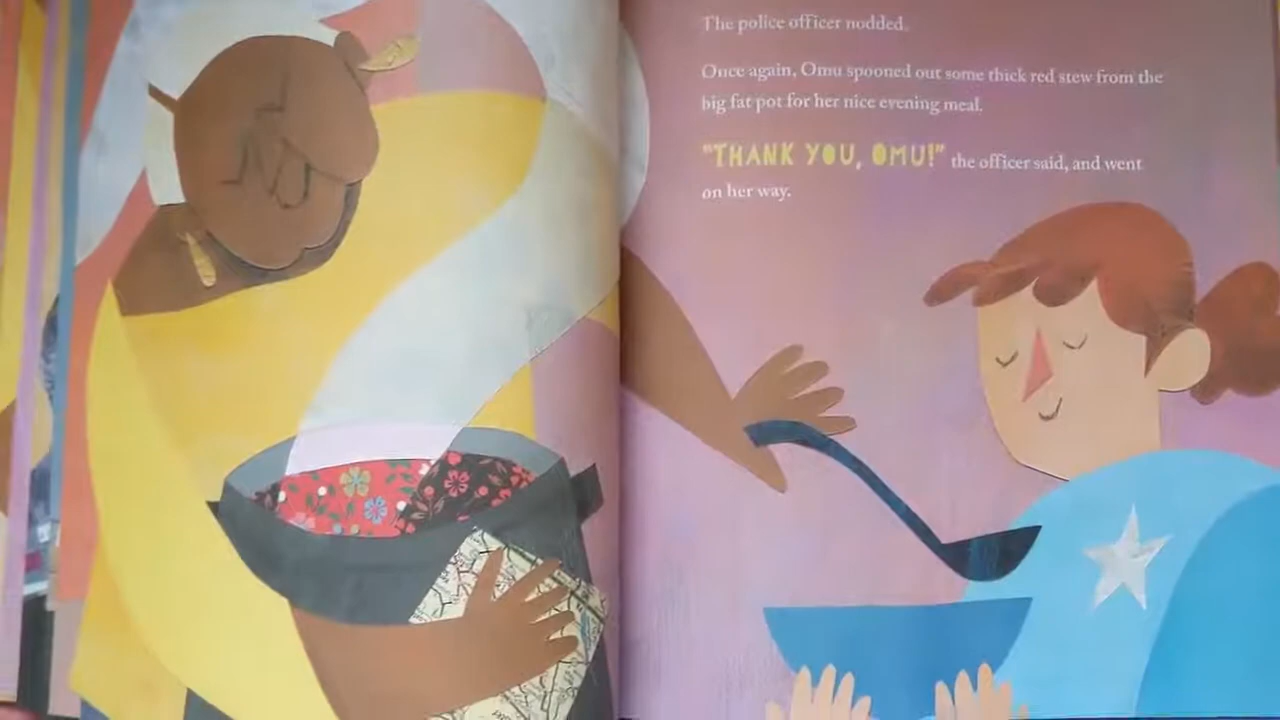 The police officer nodded.
Once again, Omu spooned out some thick red stew from the
big fat pot for her nice evening meal.
"THANK YOU, OMU!" the officer said, and went
on her way.